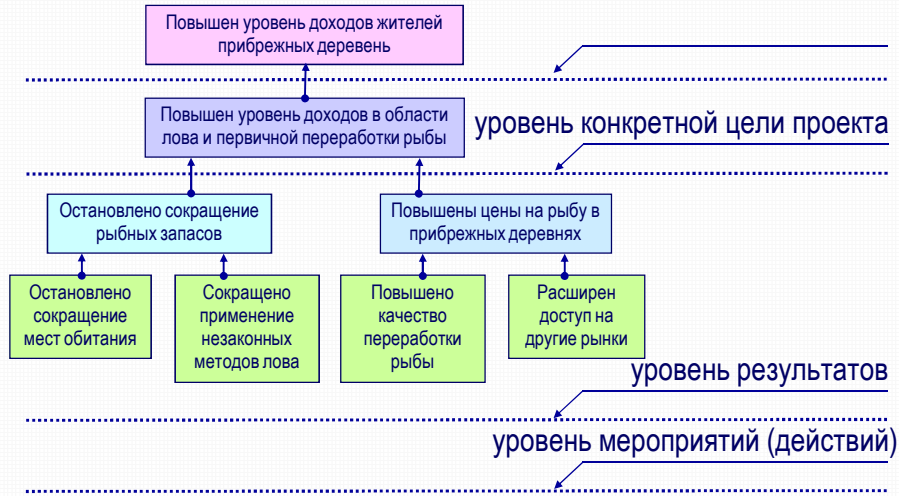 Повышен уровень доходов жителей
прибрежных деревень
Повышен уровень доходов в области
лова и первичной переработки рыбы
уровень конкретной цели проекта
Остановлено сокращение
рыбных запасов
Повышены цены на рыбу в
прибрежных деревнях
Остановлено
сокращение
мест обитания
Сокращено
применение
незаконных
методов лова
Повышено
качество
переработки
рыбы
Расширен
доступ на
другие рынки
уровень результатов
уровень мероприятий (действий)